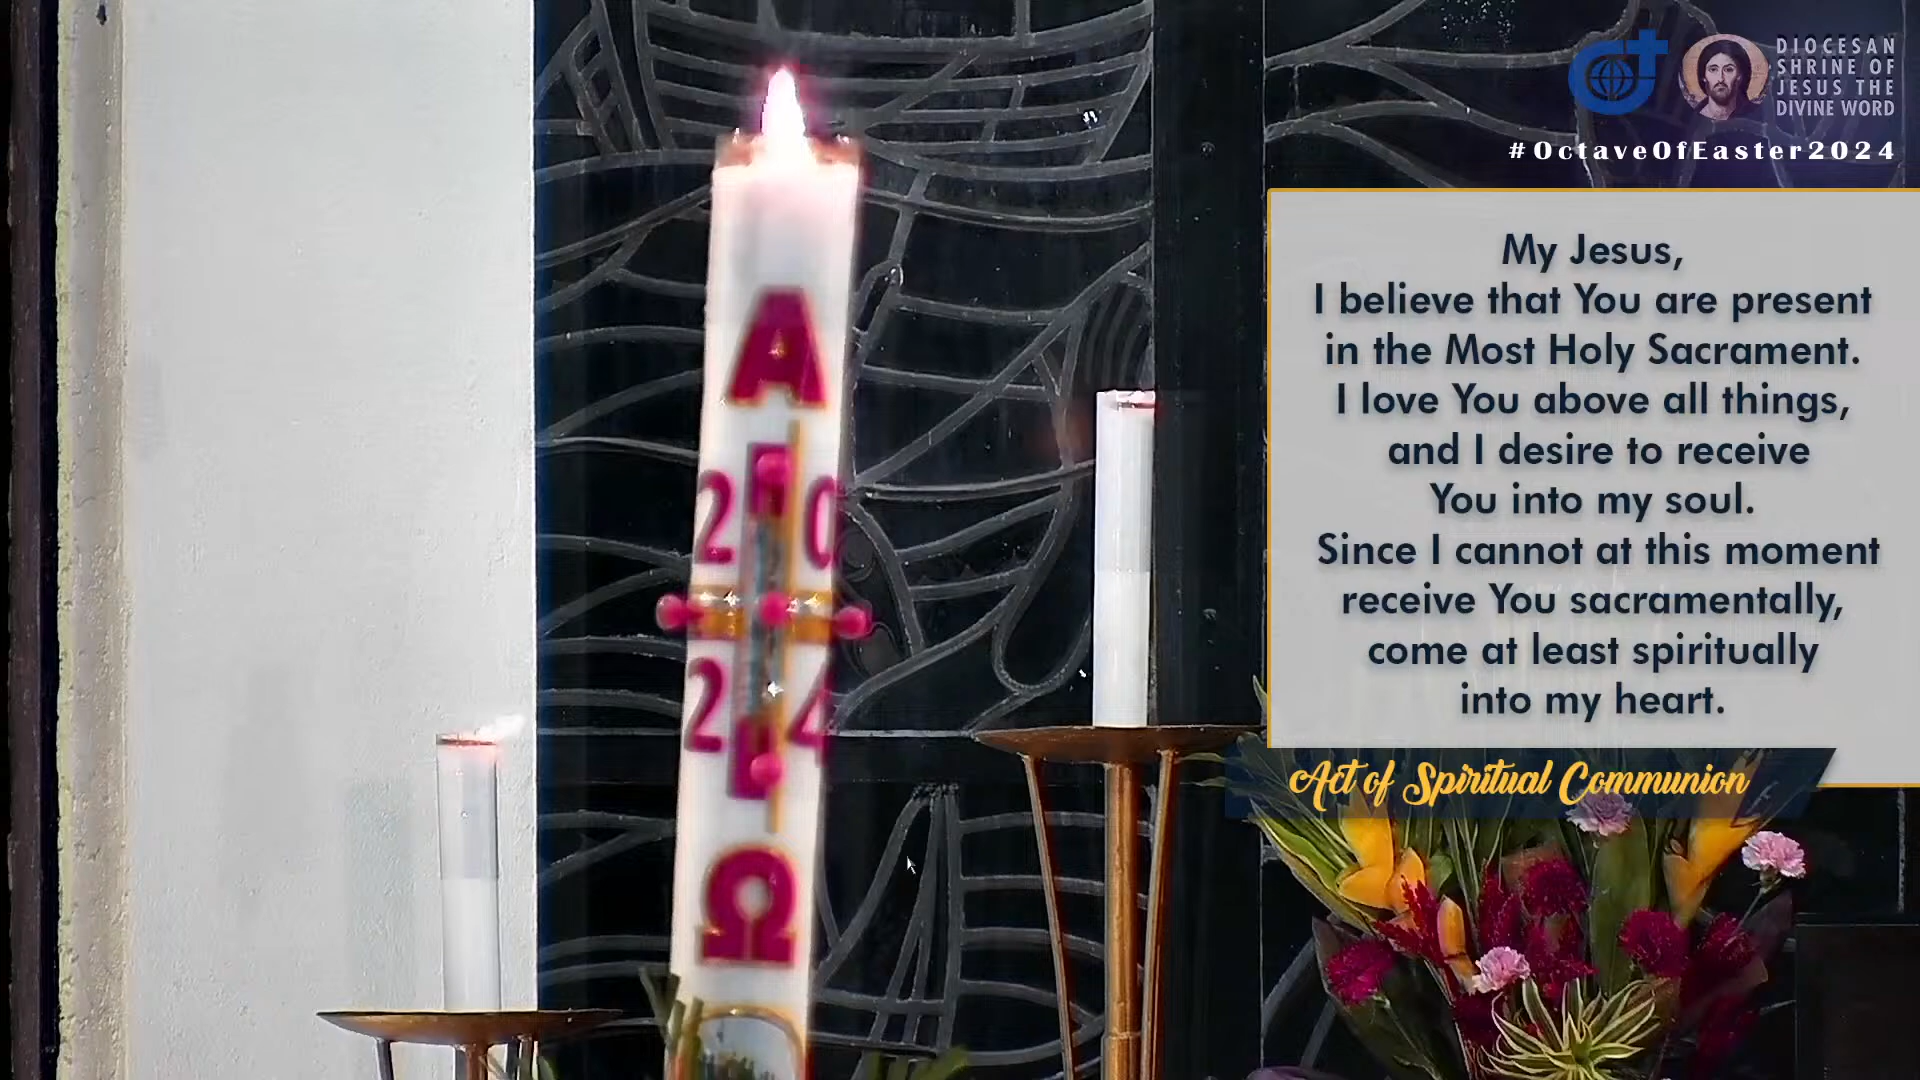 DIOCESAN
SHRINE OF
JESUS THE
DIVINE WORD
#OctaveOfEaster2024
My Jesus,
I believe that You are present
in the Most Holy Sacrament.
I love You above all things,
and I desire to receive
You into my soul.
Since I cannot at this moment
receive You sacramentally,
come at least spiritually
into my heart.
Act of Spiritual Communion
Α
2 0
2 4
Ω